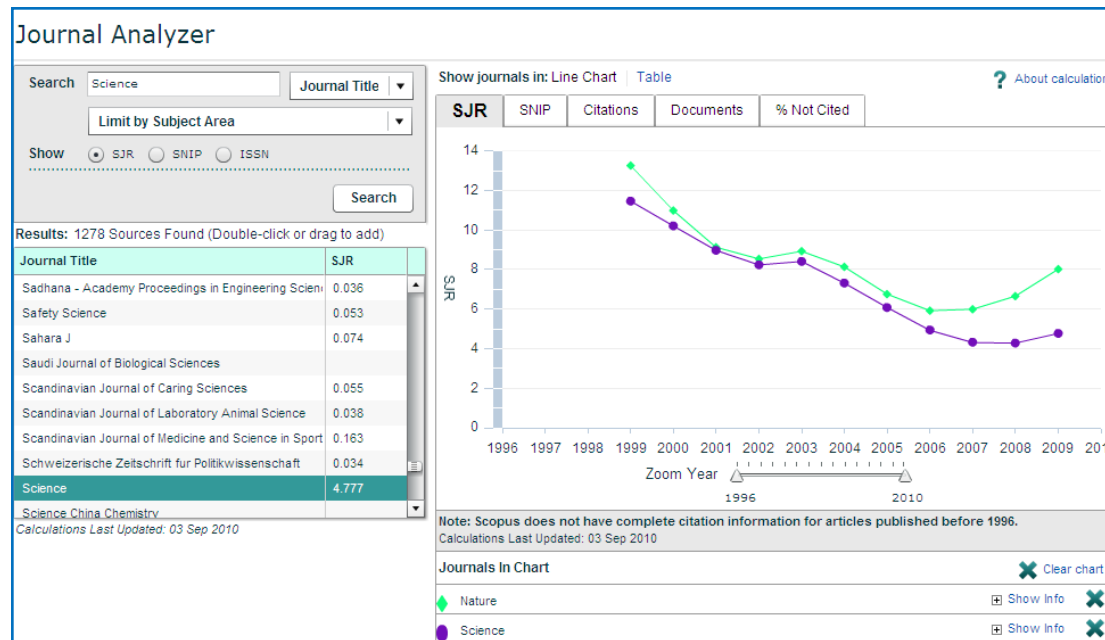 Journal Analyzer
Search Science Journal Title
Limit by Subject Area
Show SJR SNIP ISSN
Search
Results: 1278 Sources Found (Double-click or drag to add)
Journal Title SJR
Sadhana - Academy Proceedings in Engineering Scien 0.036
Safety Science 0.053
Sahara J 0.074
Saudi Journal of Biological Sciences
Scandinavian Journal of Caring Sciences 0.055
Scandinavian Journal of Laboratory Animal Science 0.038
Scandinavian Journal of Medicine and Science in Sport 0.163
Schweizerische Zeitschrift fur Politikwissenschaft 0.034
Science 4.777
Science China Chemistry
Calculations Last Updated: 03 Sep 2010
Show journals in: Line Chart Table
? About calculation
SJR SNIP Citations Documents % Not Cited
14
12
10
8
6
4
2
0
SJR
1996 1997 1998 1999 2000 2001 2002 2003 2004 2005 2006 2007 2008 2009 201
Zoom Year
1996 2010
Note: Scopus does not have complete citation information for articles published before 1996.
Calculations Last Updated: 03 Sep 2010
Journals In Chart Clear chart
Nature Show Info
Science Show Info